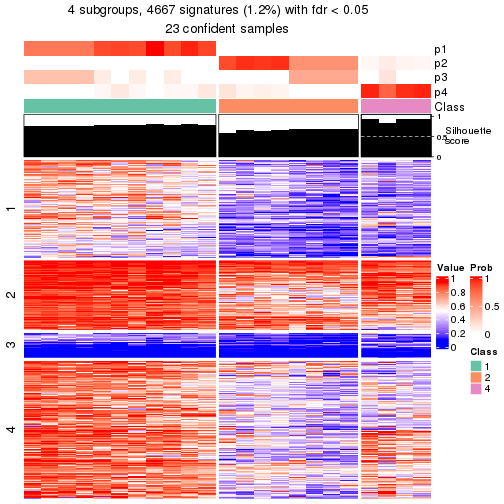 4 subgroups, 4667 signatures (1.2%) with fdr < 0.05
23 confident samples
p1
p2
p3
p4
Class
1
0.5
0
Silhouette
score
1
2
3
4
Value
1
0.8
0.6
0.4
0.2
0
Prob
1
0.5
0
Class
1
2
4